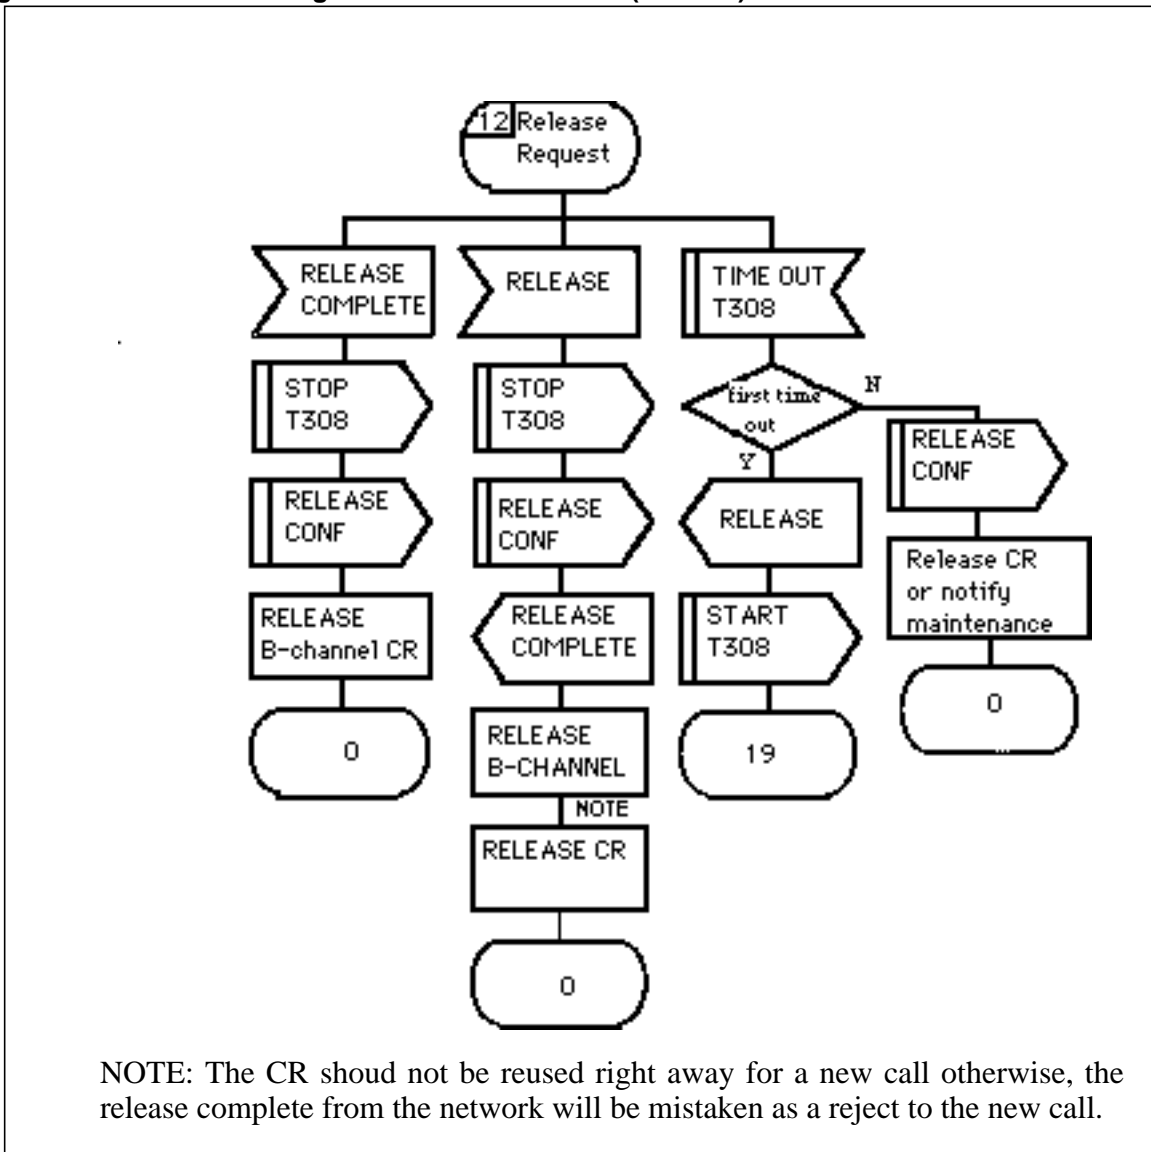 12 Release
Request
RELEASE
COMPLETE
STOP
T308
RELEASE
CONF
RELEASE
B-channel CR
0
RELEASE
STOP
T308
RELEASE
CONF
RELEASE
COMPLETE
RELEASE
B-CHANNEL
NOTE
RELEASE CR
0
TIME OUT
T308
first time
out
N
Y
RELEASE
START
T308
19
RELEASE
CONF
Release CR
or notify
maintenance
0
NOTE: The CR shoud not be reused right away for a new call otherwise, the
release complete from the network will be mistaken as a reject to the new call.